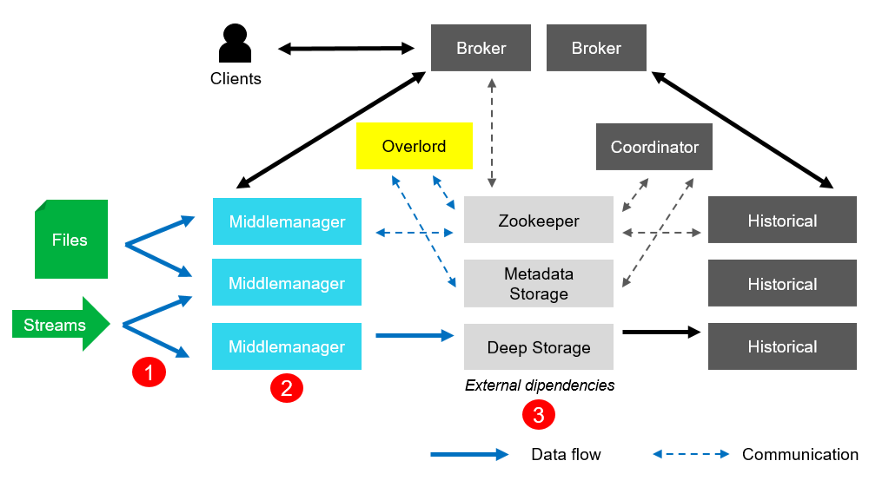 Broker
Broker
Clients
Overlord
Coordinator
Files
Middlemanager
Zookeeper
Historical
Middlemanager
Metadata
Storage
Historical
Streams
Middlemanager
Deep Storage
Historical
1
2
External dipendencies
3
Data flow
Communication